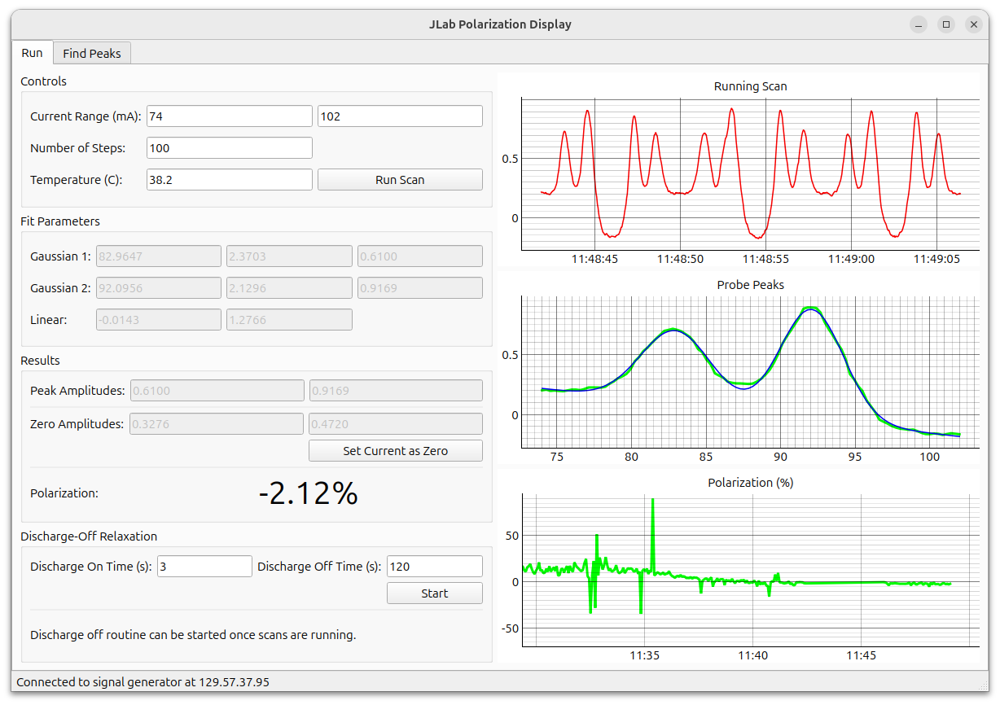 JLab Polarization Display
Run Find Peaks
Controls
Current Range (mA): 74 102
Number of Steps: 100
Temperature (C): 38.2 Run Scan
Fit Parameters
Gaussian 1: 82.9647 2.3703 0.6100
Gaussian 2: 92.0956 2.1296 0.9169
Linear: -0.0143 1.2766
Results
Peak Amplitudes: 0.6100 0.9169
Zero Amplitudes: 0.3276 0.4720
Set Current as Zero
Polarization: -2.12%
Discharge-Off Relaxation
Discharge On Time (s): 3 Discharge Off Time (s): 120
Start
Discharge off routine can be started once scans are running.
Running Scan
0.5
0
11:48:45 11:48:50 11:48:55 11:49:00 11:49:05
Probe Peaks
0.5
0
75 80 85 90 95 100
Polarization (%)
50
0
-50
11:35 11:40 11:45
Connected to signal generator at 129.57.37.95